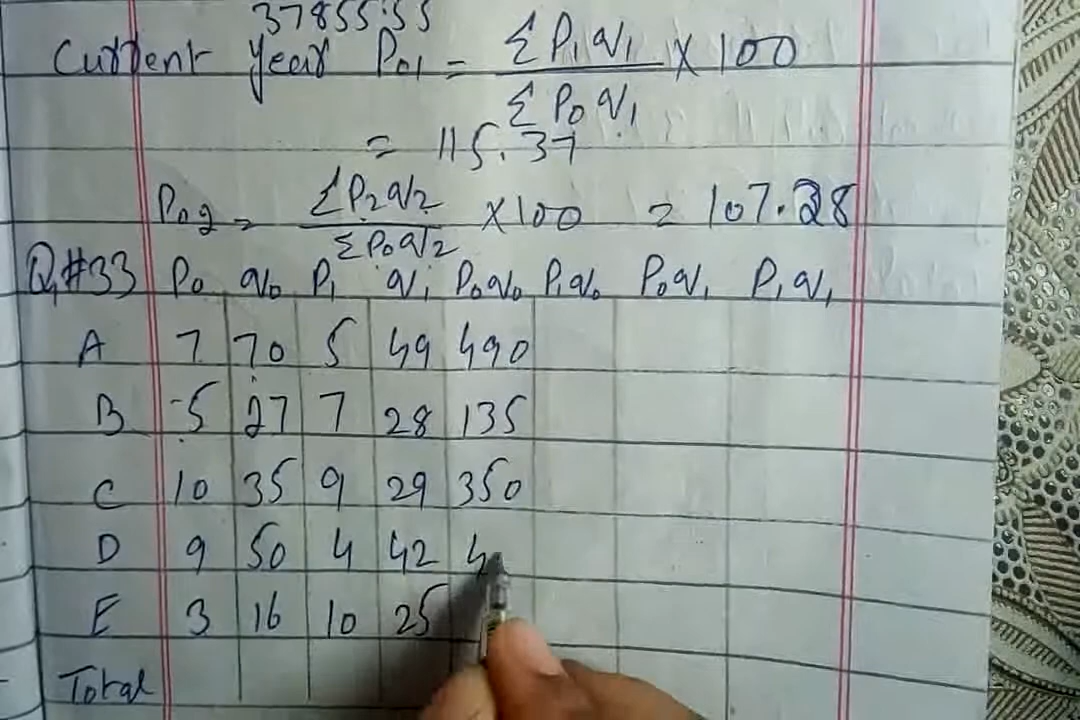 37855.55
Current year P01 = ΣP1q1 / ΣP0q1 × 100
= 115.37
P02 = ΣP2q2 / ΣP0q2 ×100 = 107.28
Q#33 P0 q0 P1 q1 P0q0 P1q0 P0q1 P1q1
A 7 70 5 49 490
B 5 27 7 28 135
C 10 35 9 29 350
D 9 50 4 42 4
E 3 16 10 25
Total